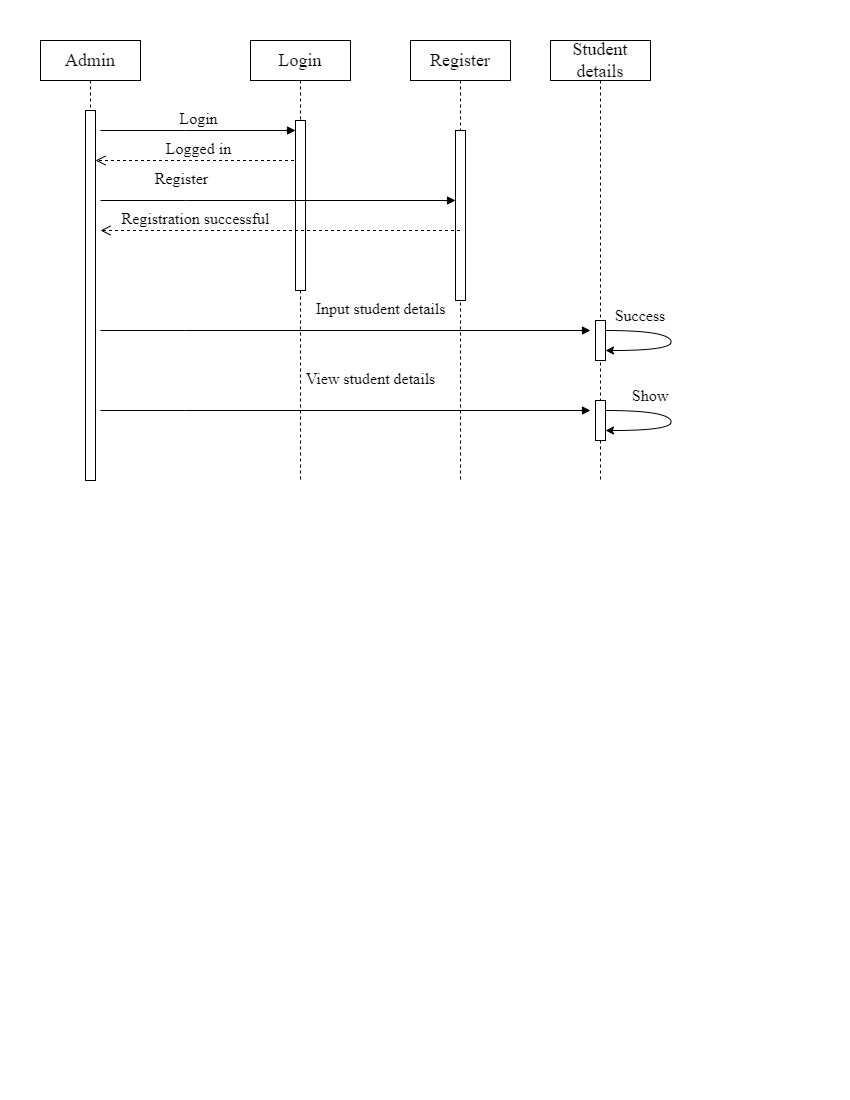 Admin
Login
Register
Student
details
Login
Logged in
Register
Registration successful
Input student details
Success
View student details
Show